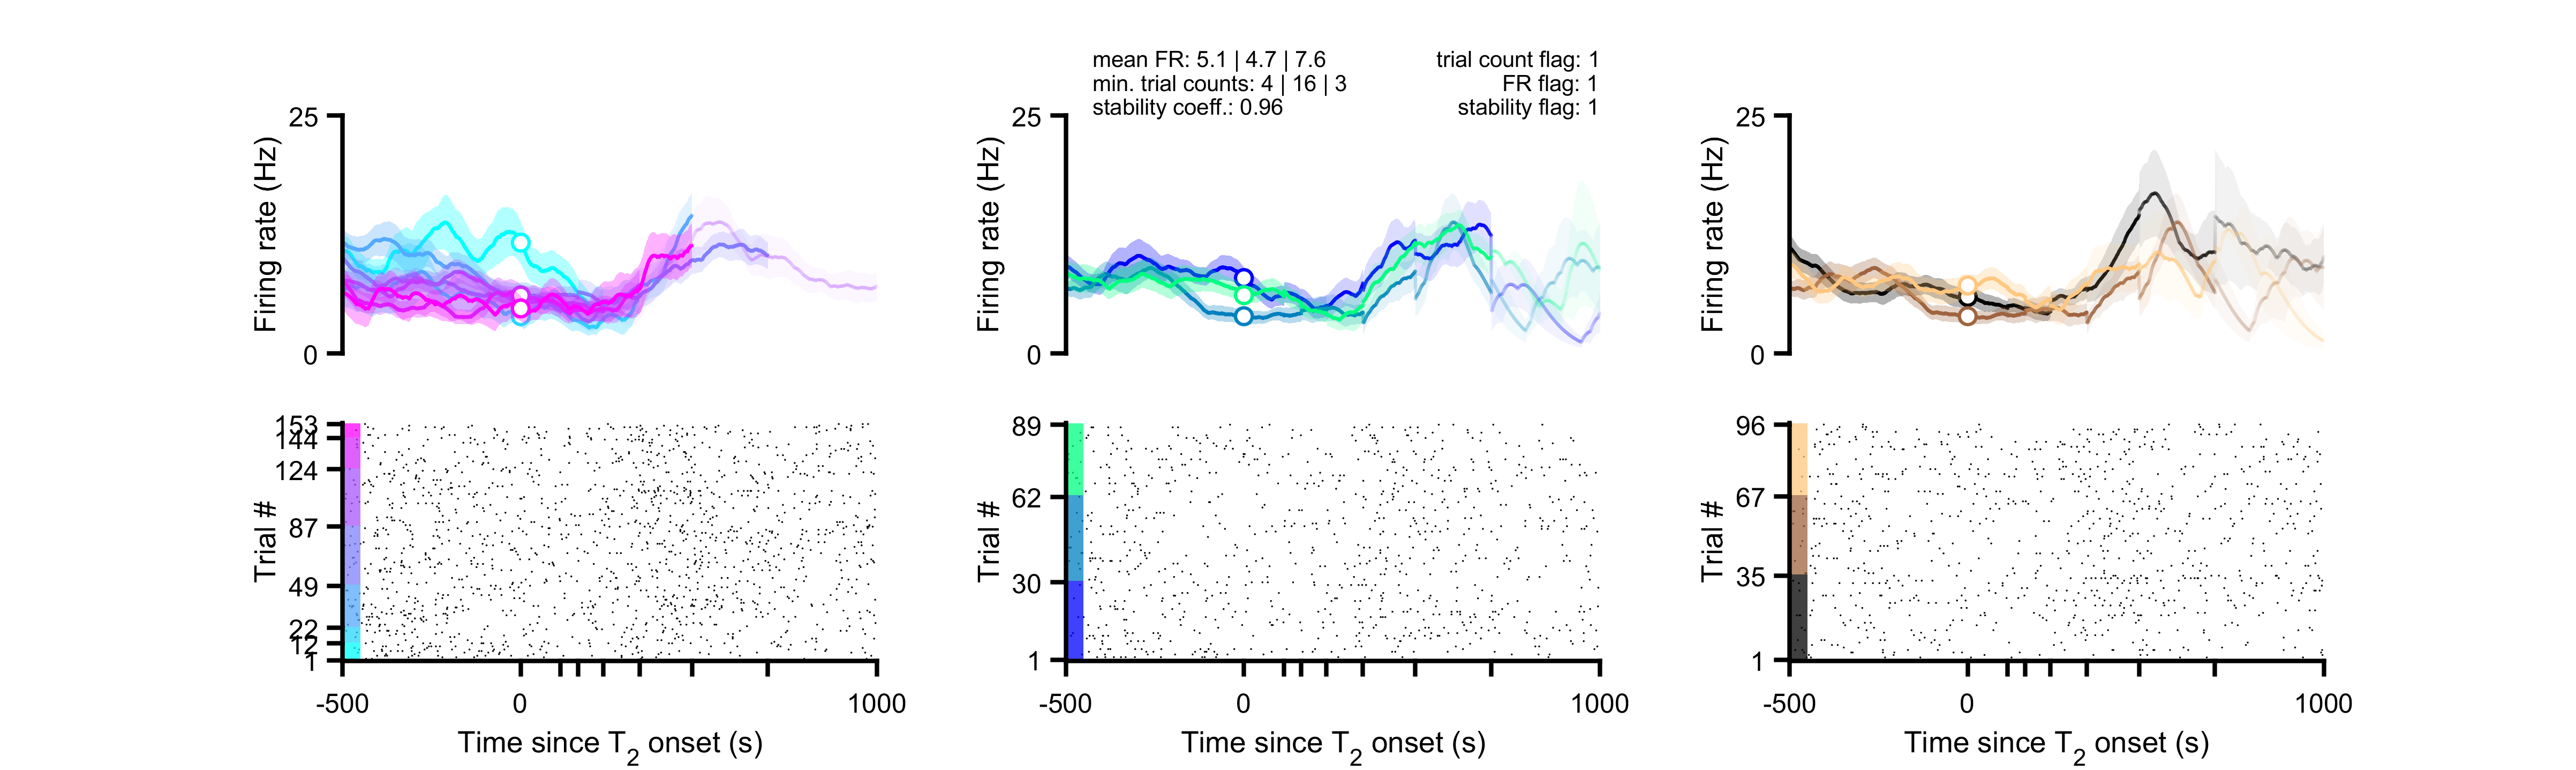 mean FR: 5.1 | 4.7 | 7.6
min. trial counts: 4 | 16 | 3
stability coeff.: 0.96
trial count flag: 1
FR flag: 1
stability flag: 1
25
0
Firing rate (Hz)
25
0
Firing rate (Hz)
25
0
Firing rate (Hz)
153
144
124
87
49
22
12
1
Trial #
-500
0
1000
Time since T2 onset (s)
89
62
30
1
Trial #
-500
0
1000
Time since T2 onset (s)
96
67
35
1
Trial #
-500
0
1000
Time since T2 onset (s)